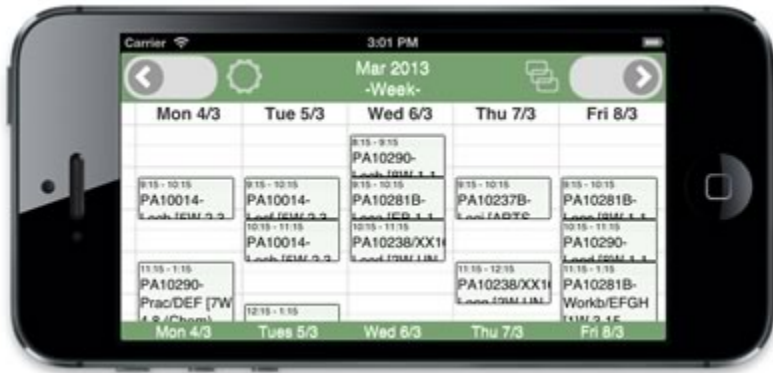 Carrier
3:01 PM
Mar 2013
-Week-
Mon 4/3 Tue 5/3 Wed 6/3 Thu 7/3 Fri 8/3
8:15 - 9:15
PA10290-
9:15 - 10:15 9:15 - 10:15 9:15 - 10:15 9:15 - 10:15 9:15 - 10:15
PA10014- PA10014- PA10281B- PA10237B- PA10281B-
10:15 - 11:15 10:15 - 11:15 10:15 - 11:15
PA10014- PA10238/XX1 PA10290-
11:15 - 1:15 11:15 - 12:15 11:15 - 1:15
PA10290- PA10238/XX1 PA10281B-
Prac/DEF [7W Workb/EFGH
12:15 - 1:15
Mon 4/3 Tues 5/3 Wed 6/3 Thu 7/3 Fri 8/3